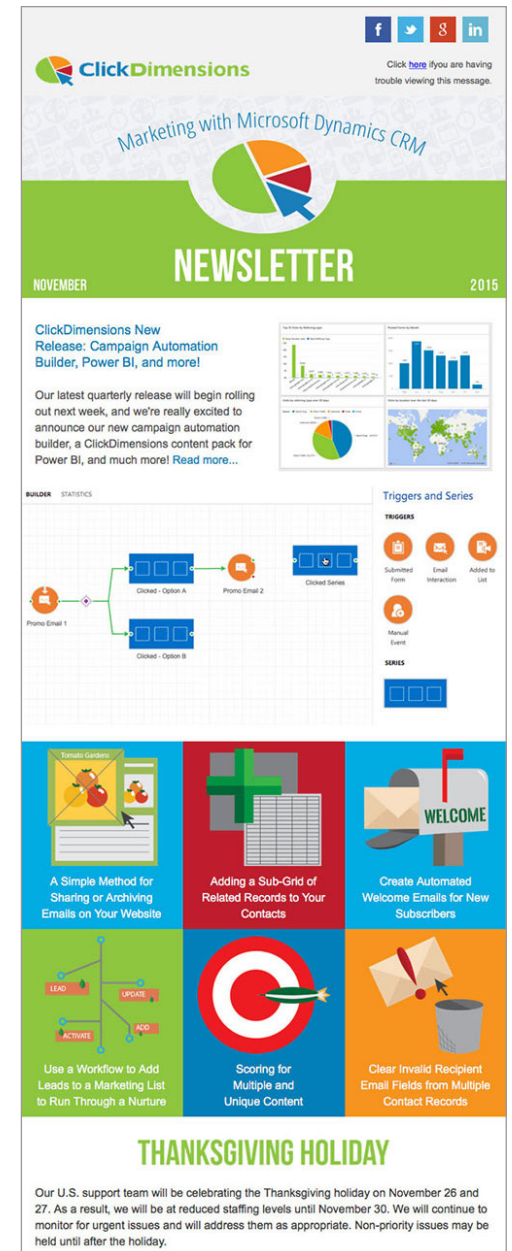 f
8
in
ClickDimensions
Click here ifyou are having
trouble viewing this message.
Marketing with Microsoft Dynamics CRM
NEWSLETTER
NOVEMBER
2015
ClickDimensions New
Release: Campaign Automation
Builder, Power BI, and more!
Our latest quarterly release will begin rolling
out next week, and we're really excited to
announce our new campaign automation
builder, a ClickDimensions content pack for
Power BI, and much more! Read more...
BUILDER STATISTICS
Promo Email 1
Clicked - Option A
Promo Email 2
Clicked Series
Clicked - Option B
Triggers and Series
TRIGGERS
Submitted
Form
Email
Interaction
Added to
List
Manual
Event
SERIES
Tomato Gardens
A Simple Method for
Sharing or Archiving
Emails on Your Website
Adding a Sub-Grid of
Related Records to Your
Contacts
WELCOME
Create Automated
Welcome Emails for New
Subscribers
LEAD
UPDATE
ACTIVATE
ADD
Use a Workflow to Add
Leads to a Marketing List
to Run Through a Nurture
Scoring for
Multiple and
Unique Content
Clear Invalid Recipient
Email Fields from Multiple
Contact Records
THANKSGIVING HOLIDAY
Our U.S. support team will be celebrating the Thanksgiving holiday on November 26 and
27. As a result, we will be at reduced staffing levels until November 30. We will continue to
monitor for urgent issues and will address them as appropriate. Non-priority issues may be
held until after the holiday.